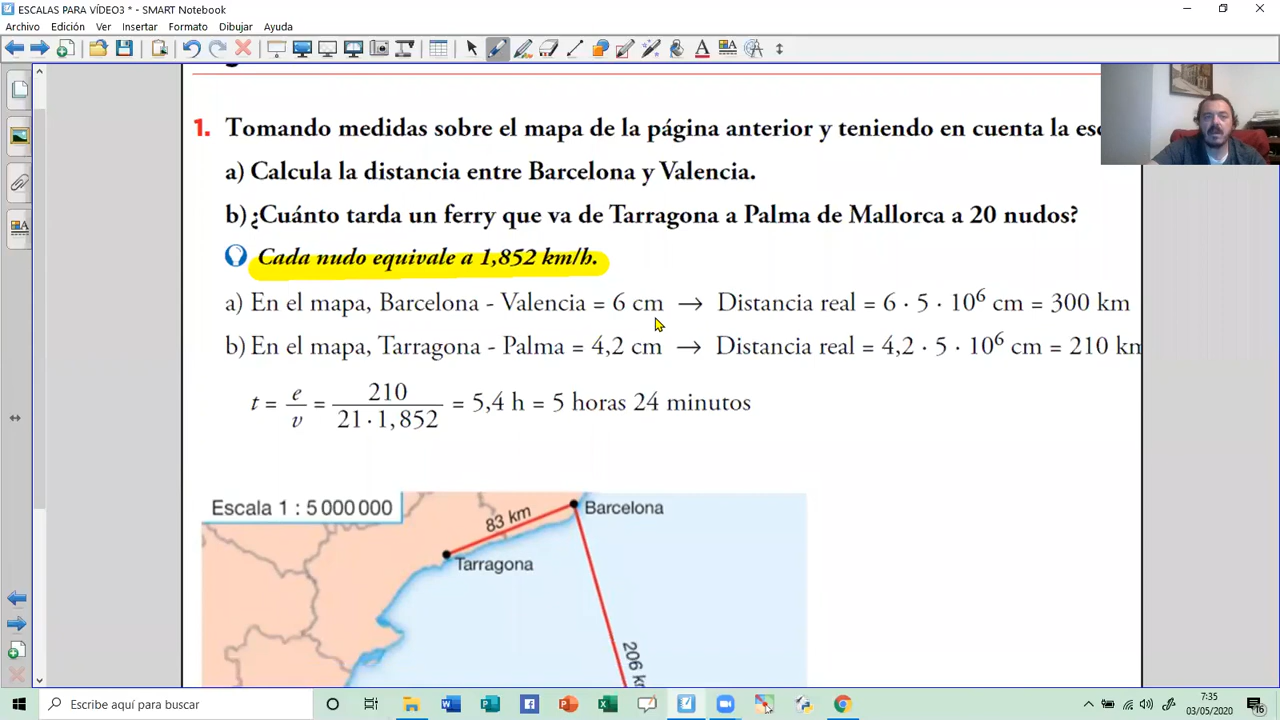 ESCALAS PARA VÍDEO3 * - SMART Notebook
Archivo Edición Ver Insertar Formato Dibujar Ayuda
1. Tomando medidas sobre el mapa de la página anterior y teniendo en cuenta la esc
a) Calcula la distancia entre Barcelona y Valencia.
b) ¿Cuánto tarda un ferry que va de Tarragona a Palma de Mallorca a 20 nudos?
Cada nudo equivale a 1,852 km/h.
a) En el mapa, Barcelona - Valencia = 6 cm → Distancia real = 6 · 5 · 10⁶ cm = 300 km
b) En el mapa, Tarragona - Palma = 4,2 cm → Distancia real = 4,2 · 5 · 10⁶ cm = 210 km
t = e/v = 210/(21 · 1,852) = 5,4 h = 5 horas 24 minutos
Escala 1 : 5 000 000
83 km
Barcelona
Tarragona
206 k
Escribe aquí para buscar
7:35
03/05/2020
16